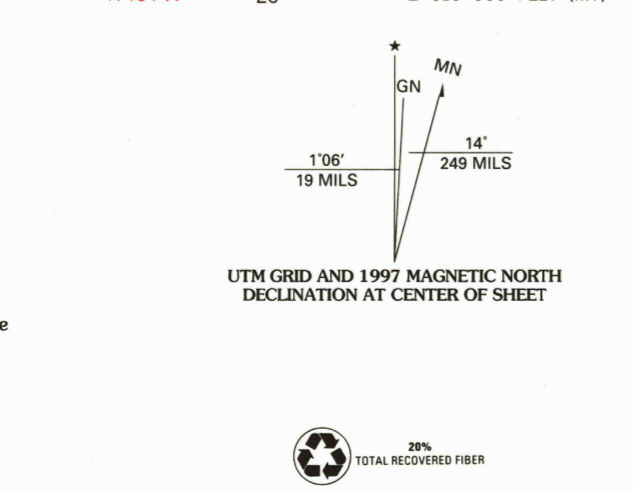 ★
MN
GN
14°
249 MILS
1°06′
19 MILS
UTM GRID AND 1997 MAGNETIC NORTH
DECLINATION AT CENTER OF SHEET
e
20%
TOTAL RECOVERED FIBER